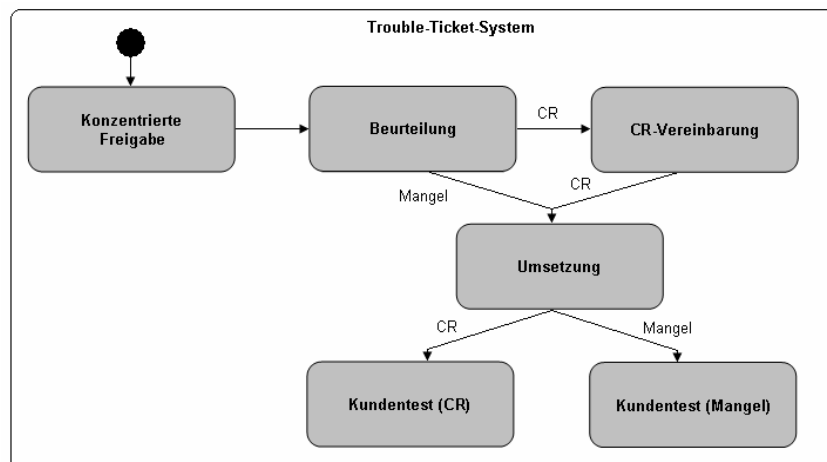 Trouble-Ticket-System
Konzentrierte
Freigabe
Beurteilung
CR
CR-Vereinbarung
Mangel
CR
Umsetzung
CR
Mangel
Kundentest (CR)
Kundentest (Mangel)